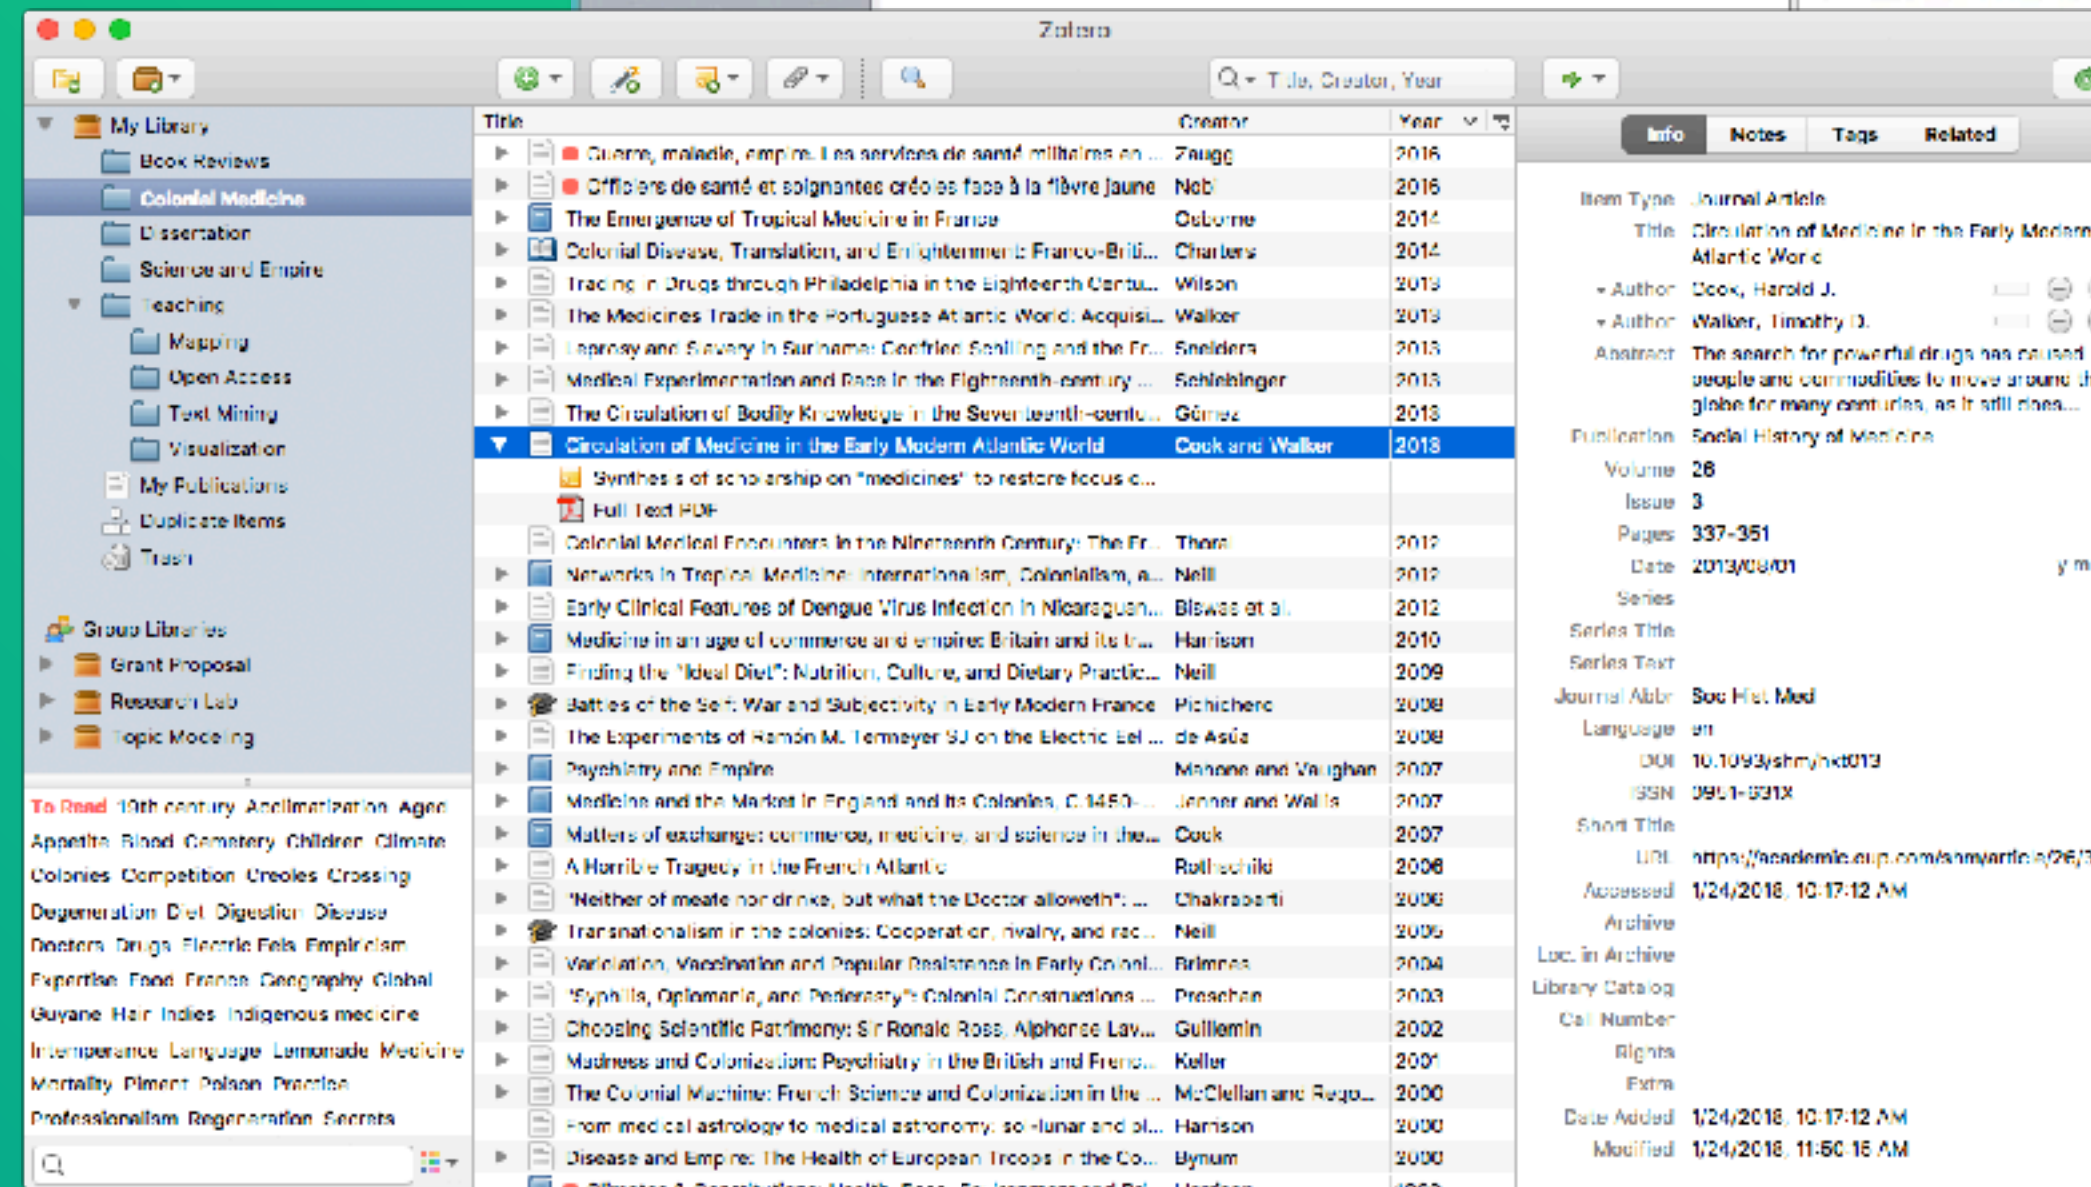 Zotero
Title, Creator, Year
My Library
Book Reviews
Colonial Medicine
Dissertation
Science and Empire
Teaching
Mapping
Open Access
Text Mining
Visualization
My Publications
Duplicate Items
Trash
Group Libraries
Grant Proposal
Research Lab
Topic Modeling
To Read 19th century Acclimatization Aged
Appetite Blood Cemetery Children Climate
Colonies Competition Creoles Crossing
Degeneration Diet Digestion Disease
Doctors Drugs Electric Eels Empiricism
Expertise Food France Geography Global
Guyane Hair Indies Indigenous medicine
Intemperance Language Lemonade Medicine
Mortality Piment Poison Practice
Professionalism Regeneration Secrets
Title Creator Year
Guerre, maladie, empire. Les services de santé militaires en ... Zaugg 2016
Officiers de santé et soignantes créoles face à la fièvre jaune Nobi 2016
The Emergence of Tropical Medicine in France Osborne 2014
Colonial Disease, Translation, and Enlightenment: Franco-Briti... Charters 2014
Trading in Drugs through Philadelphia in the Eighteenth Centu... Wilson 2013
The Medicines Trade in the Portuguese Atlantic World: Acquisi... Walker 2013
Leprosy and Slavery in Suriname: Godfried Schilling and the Fr... Snelders 2013
Medical Experimentation and Race in the Eighteenth-century ... Schiebinger 2013
The Circulation of Bodily Knowledge in the Seventeenth-centu... Gómez 2013
Circulation of Medicine in the Early Modern Atlantic World Cook and Walker 2013
Synthesis of scholarship on "medicines" to restore focus o...
Full Text PDF
Colonial Medical Encounters in the Nineteenth Century: The Fr... Thoral 2012
Networks in Tropical Medicine: Internationalism, Colonialism, a... Neill 2012
Early Clinical Features of Dengue Virus Infection in Nicaraguan... Biswas et al. 2012
Medicine in an age of commerce and empire: Britain and its tr... Harrison 2010
Finding the "Ideal Diet": Nutrition, Culture, and Dietary Practic... Neill 2009
Battles of the Self: War and Subjectivity in Early Modern France Pichichero 2008
The Experiments of Ramón M. Termeyer SJ on the Electric Eel ... de Asúa 2008
Psychiatry and Empire Mahone and Vaughan 2007
Medicine and the Market in England and its Colonies, C.1450-... Jenner and Wallis 2007
Matters of exchange: commerce, medicine, and science in the... Cook 2007
A Horrible Tragedy in the French Atlantic Rothschild 2006
"Neither of meate nor drinke, but what the Doctor alloweth": ... Chakrabarti 2006
Transnationalism in the colonies: Cooperation, rivalry, and rac... Neill 2005
Variolation, Vaccination and Popular Resistance in Early Coloni... Brimnes 2004
"Syphilis, Opiomania, and Pederasty": Colonial Constructions ... Proschan 2003
Choosing Scientific Patrimony: Sir Ronald Ross, Alphonse Lav... Guillemin 2002
Madness and Colonization: Psychiatry in the British and Frenc... Keller 2001
The Colonial Machine: French Science and Colonization in the ... McClellan and Rego... 2000
From medical astrology to medical astronomy: sol-lunar and pl... Harrison 2000
Disease and Empire: The Health of European Troops in the Co... Bynum 2000
Info Notes Tags Related
Item Type Journal Article
Title Circulation of Medicine in the Early Modern
Atlantic World
Author Cook, Harold J.
Author Walker, Timothy D.
Abstract The search for powerful drugs has caused
people and commodities to move around th
globe for many centuries, as it still does...
Publication Social History of Medicine
Volume 26
Issue 3
Pages 337-351
Date 2013/08/01 y m
Series
Series Title
Series Text
Journal Abbr Soc Hist Med
Language en
DOI 10.1093/shm/hkt013
ISSN 0951-631X
Short Title
URL https://academic.oup.com/shm/article/26/3
Accessed 1/24/2018, 10:17:12 AM
Archive
Loc. in Archive
Library Catalog
Call Number
Rights
Extra
Date Added 1/24/2018, 10:17:12 AM
Modified 1/24/2018, 11:50:15 AM